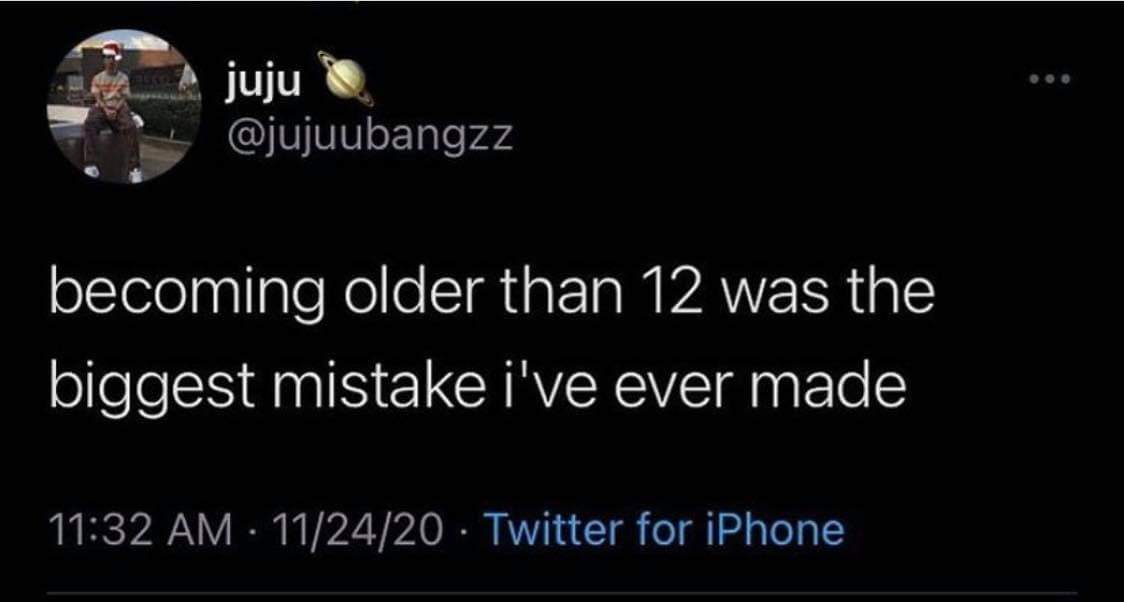 juju 🪐
@jujuubangzz
becoming older than 12 was the
biggest mistake i've ever made
11:32 AM · 11/24/20 · Twitter for iPhone